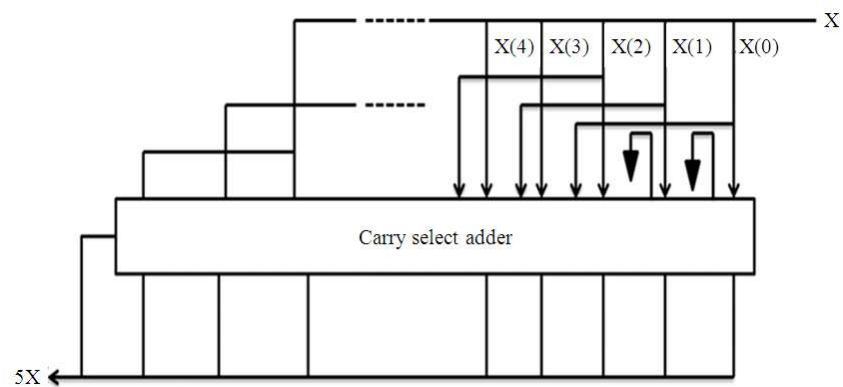 X
X(4) X(3) X(2) X(1) X(0)
Carry select adder
5X